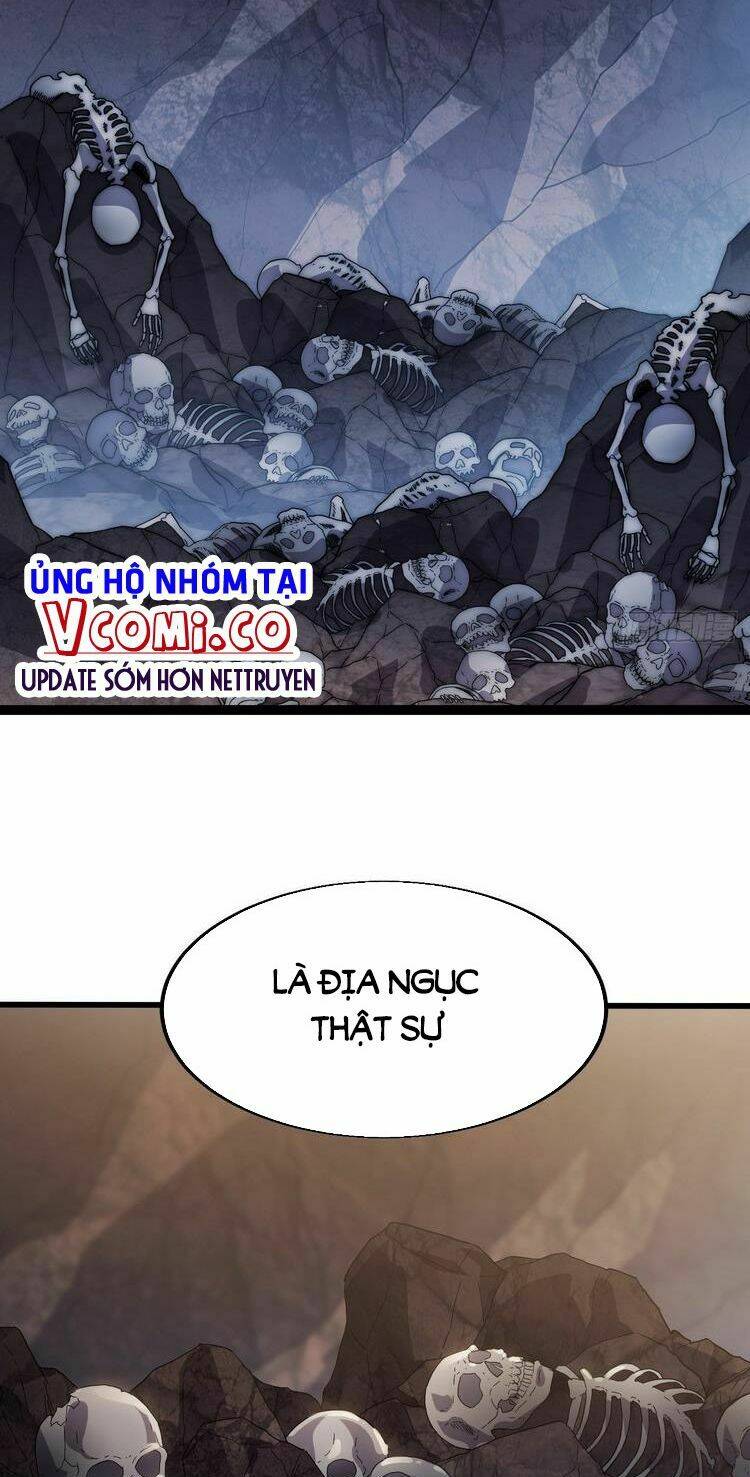 ỦNG HỘ NHÓM TẠI
VCOMI.CO
UPDATE SỚM HƠN NETTRUYEN
LÀ ĐỊA NGỤC
THẬT SỰ